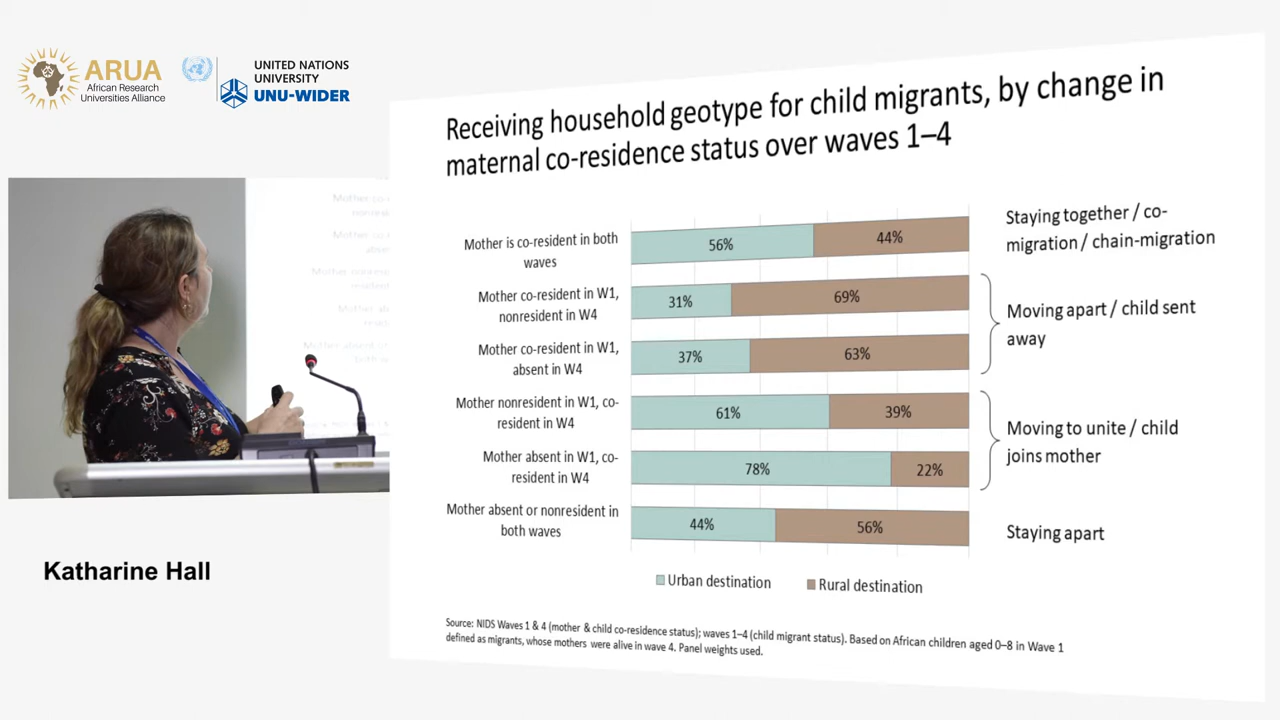 ARUA
African Research
Universities Alliance
UNITED NATIONS
UNIVERSITY
UNU-WIDER
Receiving household geotype for child migrants, by change in
maternal co-residence status over waves 1–4
Mother is co-resident in both
waves
56%
44%
Staying together / co-
migration / chain-migration
Mother co-resident in W1,
nonresident in W4
31%
69%
Mother co-resident in W1,
absent in W4
37%
63%
Moving apart / child sent
away
Mother nonresident in W1, co-
resident in W4
61%
39%
Mother absent in W1, co-
resident in W4
78%
22%
Moving to unite / child
joins mother
Mother absent or nonresident in
both waves
44%
56%
Staying apart
Urban destination
Rural destination
Source: NIDS Waves 1 & 4 (mother & child co-residence status); waves 1–4 (child migrant status). Based on African children aged 0–8 in Wave 1
defined as migrants, whose mothers were alive in wave 4. Panel weights used.
Katharine Hall